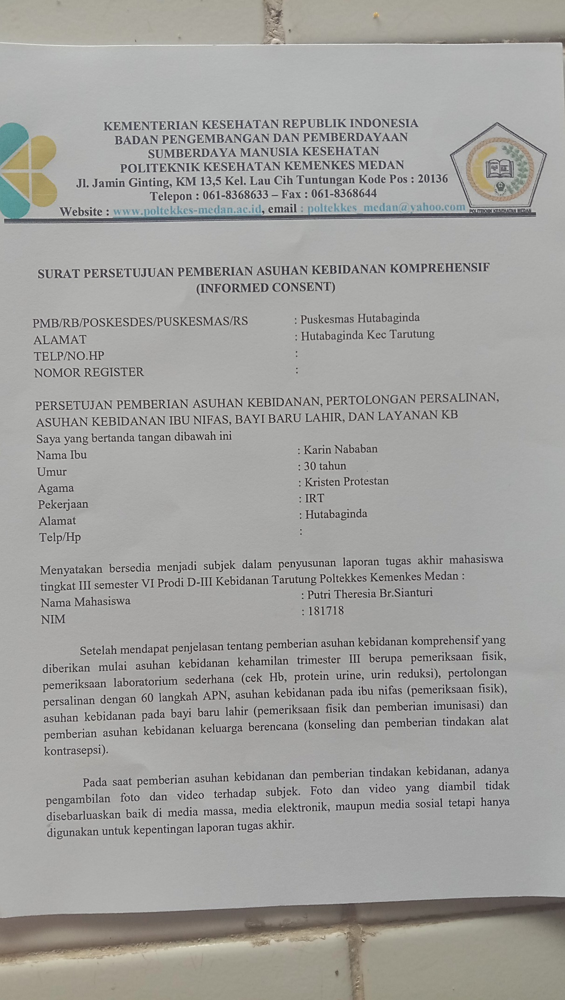 KEMENTERIAN KESEHATAN REPUBLIK INDONESIA
BADAN PENGEMBANGAN DAN PEMBERDAYAAN
SUMBERDAYA MANUSIA KESEHATAN
POLITEKNIK KESEHATAN KEMENKES MEDAN
Jl. Jamin Ginting, KM 13,5 Kel. Lau Cih Tuntungan Kode Pos : 20136
Telepon : 061-8368633 – Fax : 061-8368644
Website : www.poltekkes-medan.ac.id, email : poltekkes_medan@yahoo.com
POLITEKNIK KESEHATAN MEDAN
SURAT PERSETUJUAN PEMBERIAN ASUHAN KEBIDANAN KOMPREHENSIF
(INFORMED CONSENT)
PMB/RB/POSKESDES/PUSKESMAS/RS : Puskesmas Hutabaginda
ALAMAT : Hutabaginda Kec Tarutung
TELP/NO.HP :
NOMOR REGISTER :
PERSETUJAN PEMBERIAN ASUHAN KEBIDANAN, PERTOLONGAN PERSALINAN,
ASUHAN KEBIDANAN IBU NIFAS, BAYI BARU LAHIR, DAN LAYANAN KB
Saya yang bertanda tangan dibawah ini
Nama Ibu : Karin Nababan
Umur : 30 tahun
Agama : Kristen Protestan
Pekerjaan : IRT
Alamat : Hutabaginda
Telp/Hp :
Menyatakan bersedia menjadi subjek dalam penyusunan laporan tugas akhir mahasiswa
tingkat III semester VI Prodi D-III Kebidanan Tarutung Poltekkes Kemenkes Medan :
Nama Mahasiswa : Putri Theresia Br.Sianturi
NIM : 181718
Setelah mendapat penjelasan tentang pemberian asuhan kebidanan komprehensif yang
diberikan mulai asuhan kebidanan kehamilan trimester III berupa pemeriksaan fisik,
pemeriksaan laboratorium sederhana (cek Hb, protein urine, urin reduksi), pertolongan
persalinan dengan 60 langkah APN, asuhan kebidanan pada ibu nifas (pemeriksaan fisik),
asuhan kebidanan pada bayi baru lahir (pemeriksaan fisik dan pemberian imunisasi) dan
pemberian asuhan kebidanan keluarga berencana (konseling dan pemberian tindakan alat
kontrasepsi).
Pada saat pemberian asuhan kebidanan dan pemberian tindakan kebidanan, adanya
pengambilan foto dan video terhadap subjek. Foto dan video yang diambil tidak
disebarluaskan baik di media massa, media elektronik, maupun media sosial tetapi hanya
digunakan untuk kepentingan laporan tugas akhir.